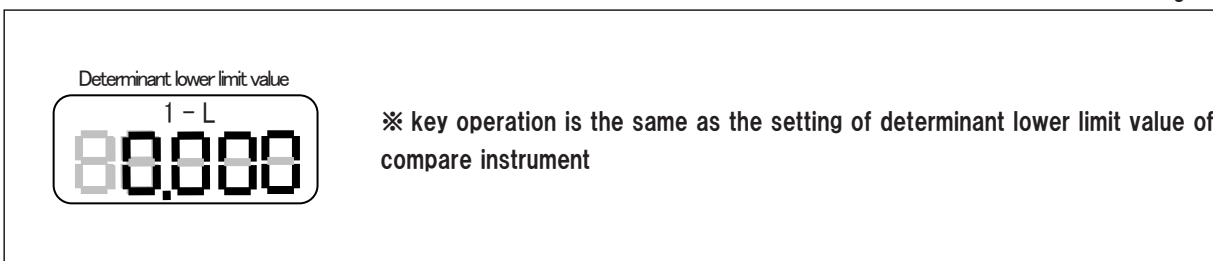 Determinant lower limit value
1-L
0.000
※ key operation is the same as the setting of determinant lower limit value of
compare instrument